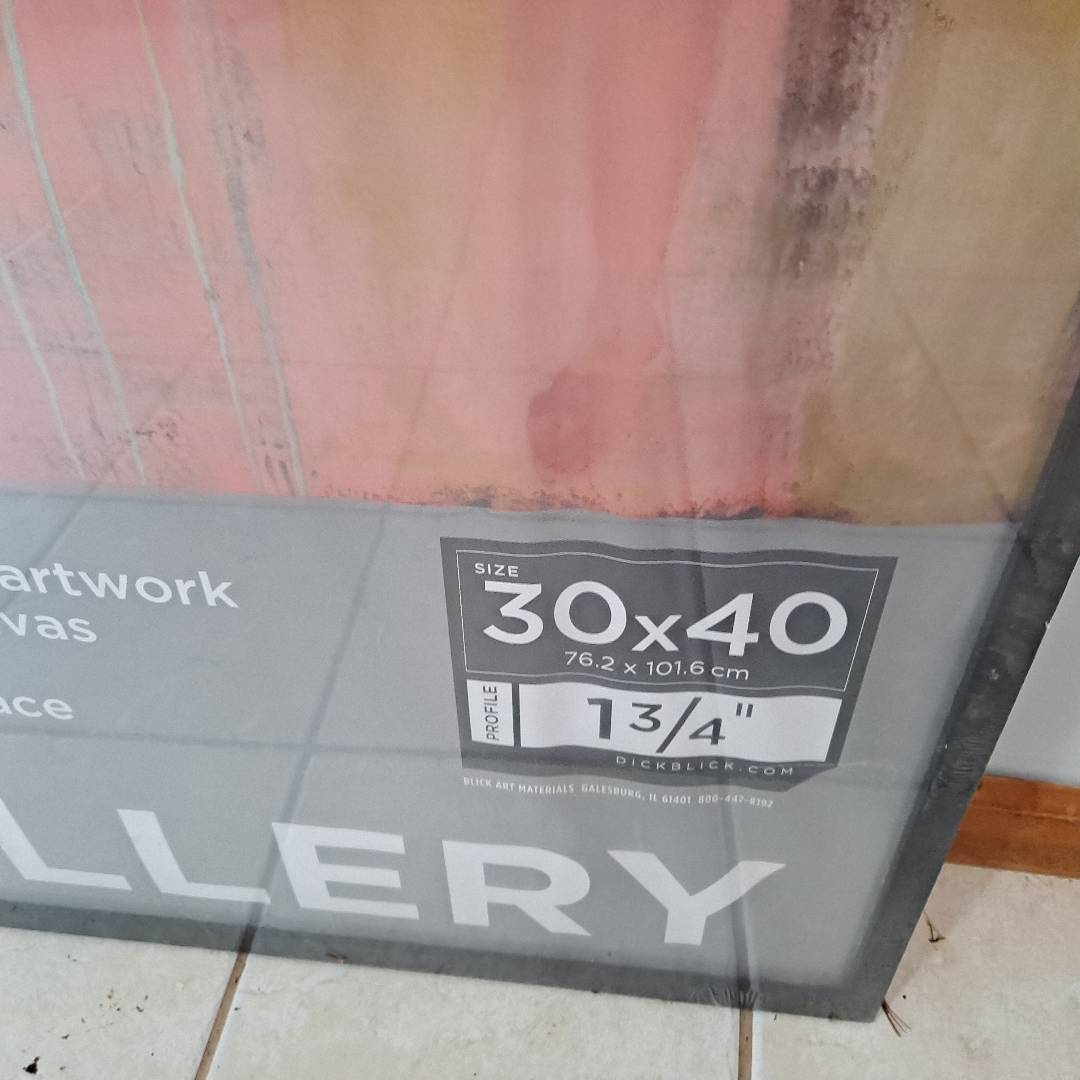 artwork
vas
ace
SIZE
30x40
76.2 x 101.6 cm
PROFILE
1 3/4"
DICKBLICK.COM
BLICK ART MATERIALS GALESBURG, IL 61401 800-447-8192
LLERY